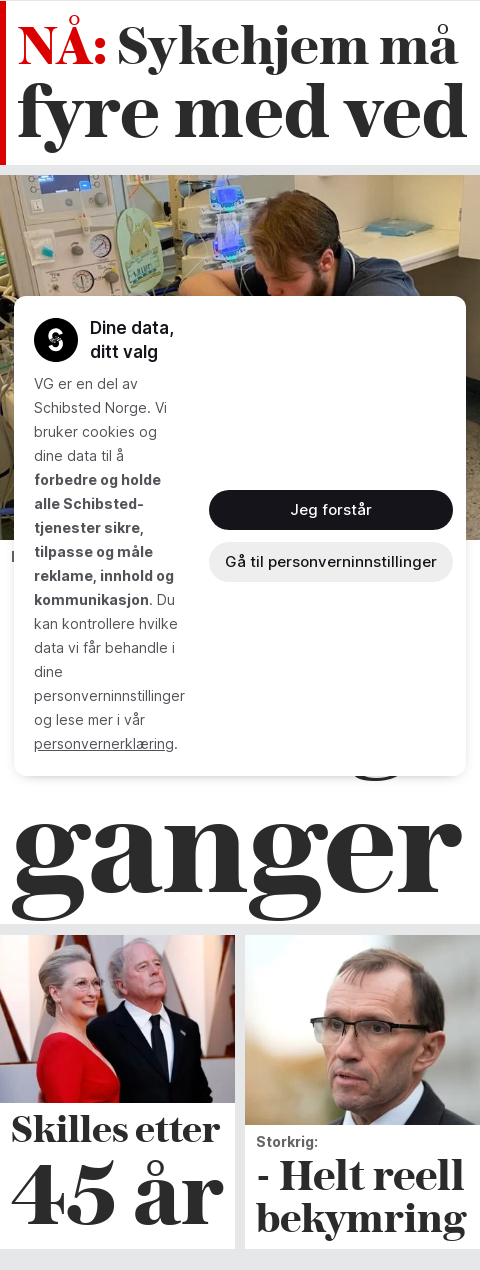 NÅ: Sykehjem må
fyre med ved
Dine data,
ditt valg
VG er en del av
Schibsted Norge. Vi
bruker cookies og
dine data til å
forbedre og holde
alle Schibsted-
tjenester sikre,
tilpasse og måle
reklame, innhold og
kommunikasjon. Du
kan kontrollere hvilke
data vi får behandle i
dine
personverninnstillinger
og lese mer i vår
personvernerklæring.
Jeg forstår
Gå til personverninnstillinger
ganger
Skilles etter
45 år
Storkrig:
- Helt reell
bekymring